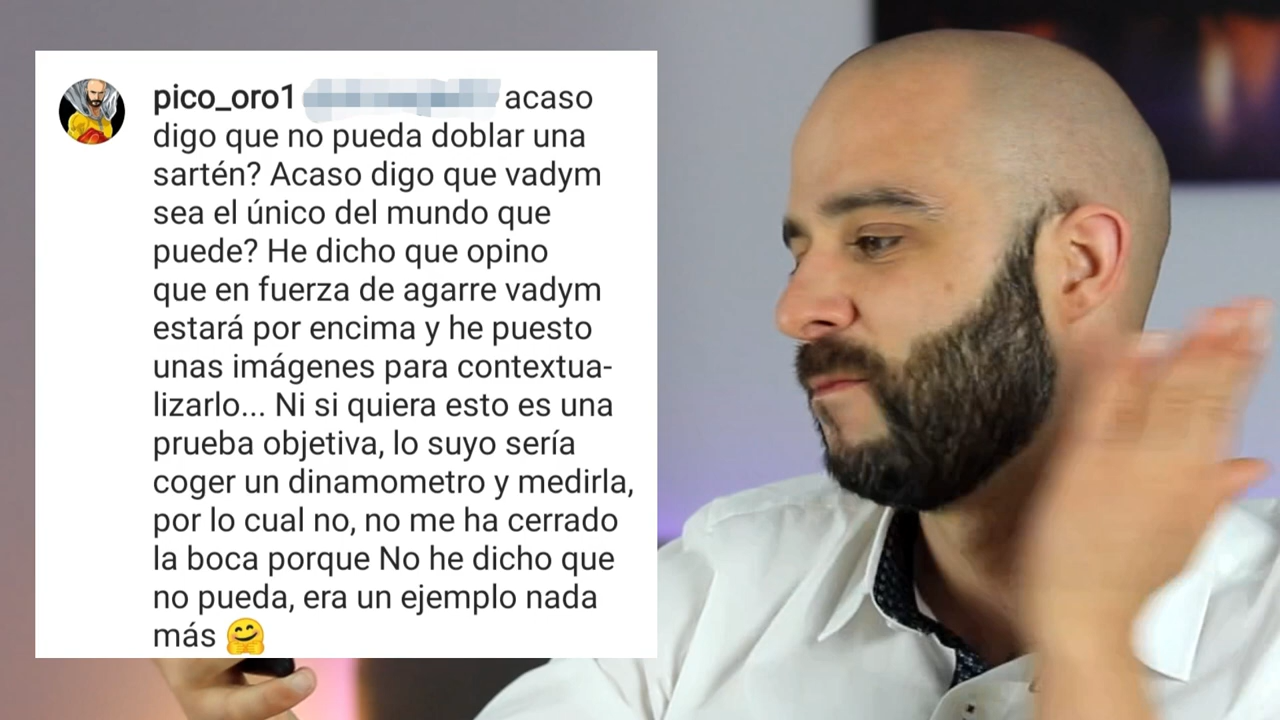 pico_oro1 acaso
digo que no pueda doblar una
sartén? Acaso digo que vadym
sea el único del mundo que
puede? He dicho que opino
que en fuerza de agarre vadym
estará por encima y he puesto
unas imágenes para contextua-
lizarlo... Ni si quiera esto es una
prueba objetiva, lo suyo sería
coger un dinamometro y medirla,
por lo cual no, no me ha cerrado
la boca porque No he dicho que
no pueda, era un ejemplo nada
más 🤗